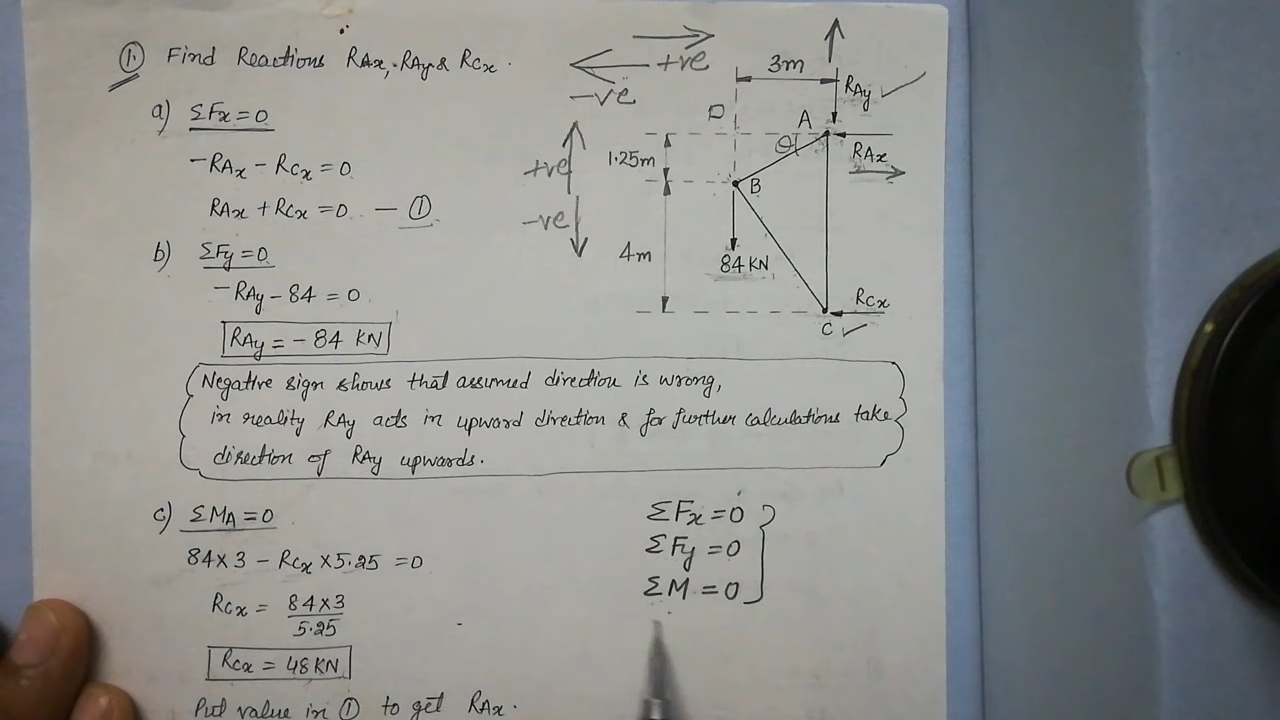 1. Find Reactions RAx, RAy & RCx.
a) ΣFx=0
-RAx - RCx = 0
RAx + RCx = 0 — ①
b) ΣFy=0
-RAy - 84 = 0
RAy = - 84 KN
Negative sign shows that assumed direction is wrong,
in reality RAy acts in upward direction & for further calculations take
direction of RAy upwards.
c) ΣMA=0
84×3 - RCx ×5.25 = 0
RCx = 84×3
5.25
RCx = 48KN
Put value in ① to get RAx.
+ve
-ve
+ve
-ve
3m
RAy
D
A
θ
RAx
1.25m
B
4m
84 KN
RCx
C
ΣFx = 0
ΣFy = 0
ΣM = 0